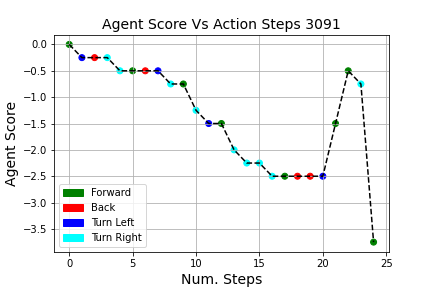 Agent Score Vs Action Steps 3091
0.0
−0.5
−1.0
−1.5
−2.0
−2.5
−3.0
−3.5
Agent Score
Forward
Back
Turn Left
Turn Right
0 5 10 15 20 25
Num. Steps